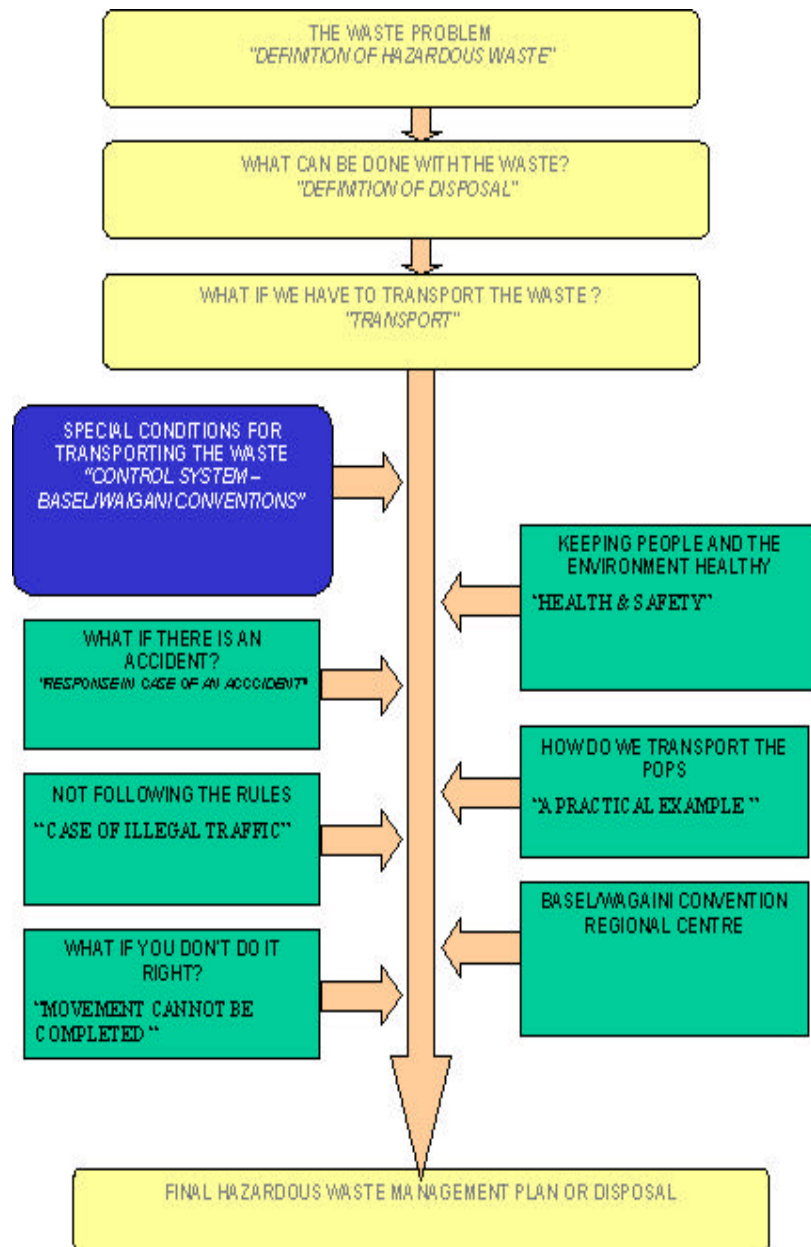 THE WASTE PROBLEM
"DEFINITION OF HAZARDOUS WASTE"
WHAT CAN BE DONE WITH THE WASTE?
"DEFINITION OF DISPOSAL"
WHAT IF WE HAVE TO TRANSPORT THE WASTE ?
"TRANSPORT"
SPECIAL CONDITIONS FOR
TRANSPORTING THE WASTE
"CONTROL SYSTEM –
BASEL/WAIGANI CONVENTIONS"
KEEPING PEOPLE AND THE
ENVIRONMENT HEALTHY
"HEALTH & SAFETY"
WHAT IF THERE IS AN
ACCIDENT?
"RESPONSE IN CASE OF AN ACCCIDENT"
HOW DO WE TRANSPORT THE
POPS
"A PRACTICAL EXAMPLE "
NOT FOLLOWING THE RULES
"CASE OF ILLEGAL TRAFFIC"
BASEL/WAGAINI CONVENTION
REGIONAL CENTRE
WHAT IF YOU DON'T DO IT
RIGHT?
"MOVEMENT CANNOT BE
COMPLETED "
FINAL HAZARDOUS WASTE MANAGEMENT PLAN OR DISPOSAL